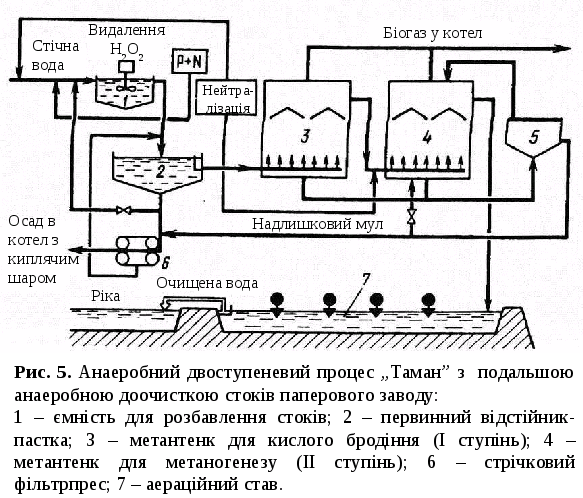 Видалення
H2O2
Стічна
вода
P+N
Нейтра-
лізація
Біогаз у котел
1
2
3
4
5
Осад в
котел з
киплячим
шаром
6
Надлишковий мул
Очищена вода
Ріка
7
Рис. 5. Анаеробний двоступеневий процес „Таман” з подальшою
анаеробною доочисткою стоків паперового заводу:
1 – ємність для розбавлення стоків; 2 – первинний відстійник-
пастка; 3 – метантенк для кислого бродіння (І ступінь); 4 –
метантенк для метаногенезу (ІІ ступінь); 6 – стрічковий
фільтрпрес; 7 – аераційний став.